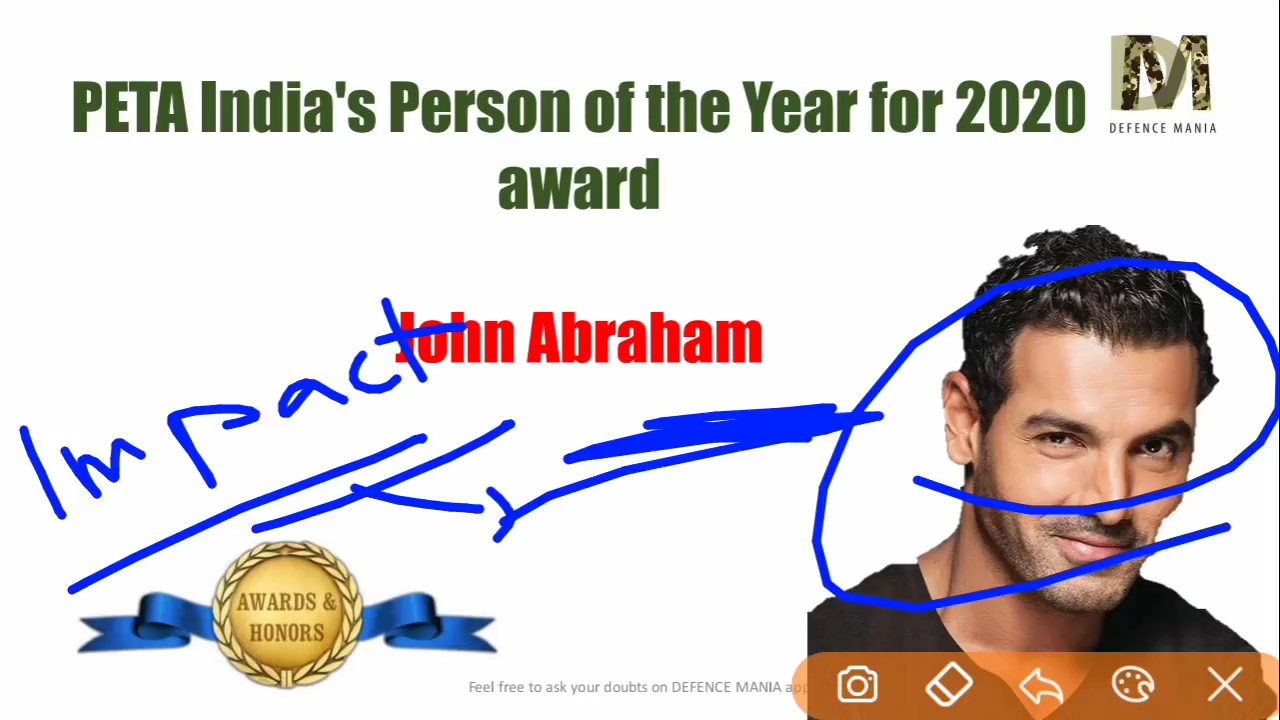 PETA India's Person of the Year for 2020
award
DM
DEFENCE MANIA
John Abraham
Impact
AWARDS &
HONORS
Feel free to ask your doubts on DEFENCE MANIA app